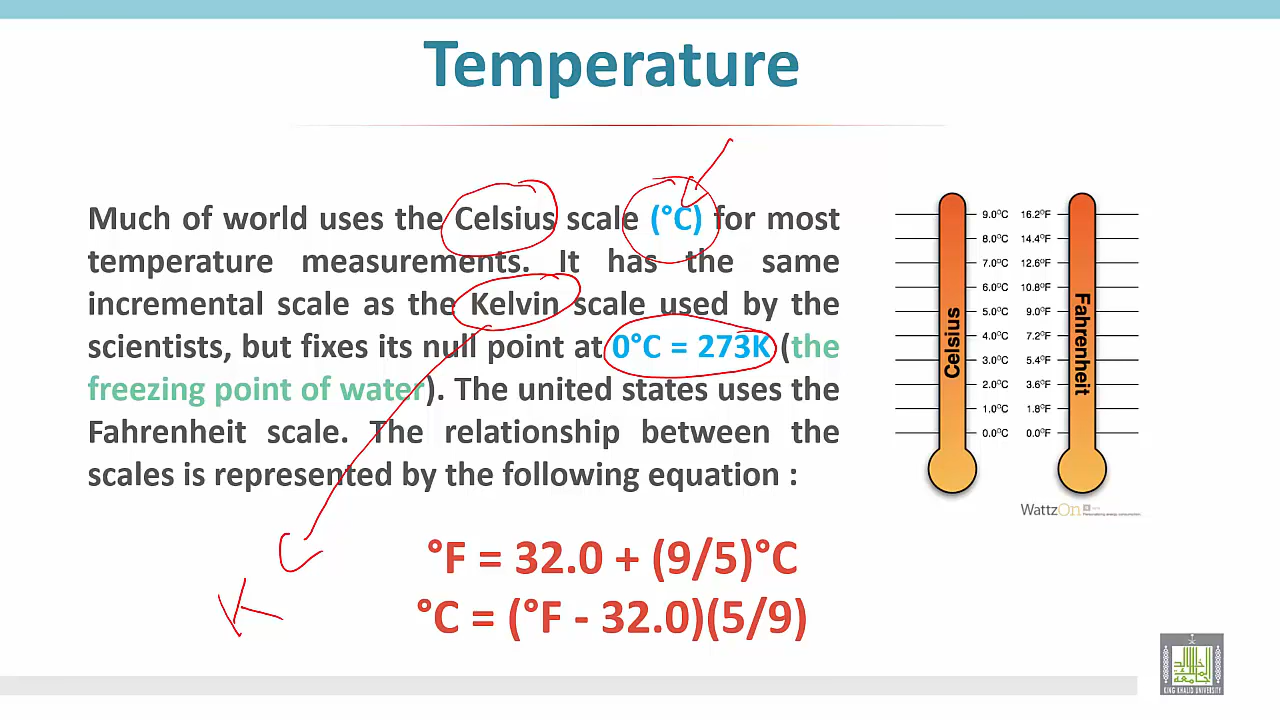 Temperature
Much of world uses the Celsius scale (°C) for most
temperature measurements. It has the same
incremental scale as the Kelvin scale used by the
scientists, but fixes its null point at 0°C = 273K (the
freezing point of water). The united states uses the
Fahrenheit scale. The relationship between the
scales is represented by the following equation :
°F = 32.0 + (9/5)°C
°C = (°F - 32.0)(5/9)
K
9.0°C 16.2°F
8.0°C 14.4°F
7.0°C 12.6°F
6.0°C 10.8°F
5.0°C 9.0°F
4.0°C 7.2°F
3.0°C 5.4°F
2.0°C 3.6°F
1.0°C 1.8°F
0.0°C 0.0°F
Celsius
Fahrenheit
WattzOn
KING KHALID UNIVERSITY